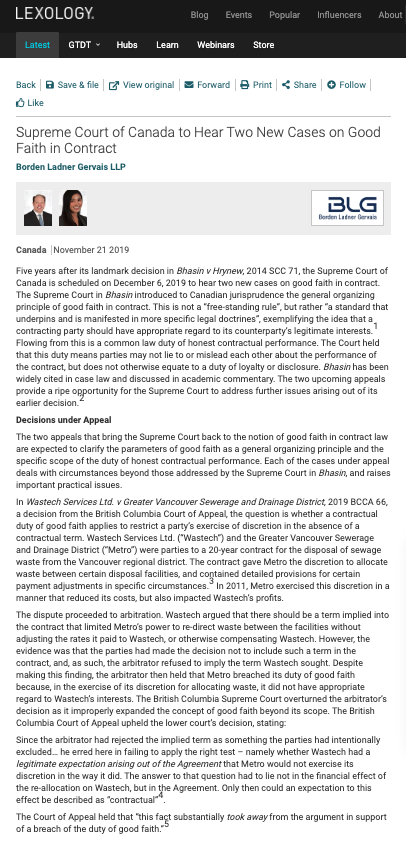 LEXOLOGY.
Blog Events Popular Influencers About
Latest GTDT Hubs Learn Webinars Store
Back Save & file View original Forward Print Share Follow
Like
Supreme Court of Canada to Hear Two New Cases on Good
Faith in Contract
Borden Ladner Gervais LLP
BLG
Borden Ladner Gervais
Canada November 21 2019
Five years after its landmark decision in Bhasin v Hrynew, 2014 SCC 71, the Supreme Court of
Canada is scheduled on December 6, 2019 to hear two new cases on good faith in contract.
The Supreme Court in Bhasin introduced to Canadian jurisprudence the general organizing
principle of good faith in contract. This is not a "free-standing rule", but rather "a standard that
underpins and is manifested in more specific legal doctrines", exemplifying the idea that a
contracting party should have appropriate regard to its counterparty's legitimate interests.1
Flowing from this is a common law duty of honest contractual performance. The Court held
that this duty means parties may not lie to or mislead each other about the performance of
the contract, but does not otherwise equate to a duty of loyalty or disclosure. Bhasin has been
widely cited in case law and discussed in academic commentary. The two upcoming appeals
provide a ripe opportunity for the Supreme Court to address further issues arising out of its
earlier decision.2
Decisions under Appeal
The two appeals that bring the Supreme Court back to the notion of good faith in contract law
are expected to clarify the parameters of good faith as a general organizing principle and the
specific scope of the duty of honest contractual performance. Each of the cases under appeal
deals with circumstances beyond those addressed by the Supreme Court in Bhasin, and raises
important practical issues.
In Wastech Services Ltd. v Greater Vancouver Sewerage and Drainage District, 2019 BCCA 66,
a decision from the British Columbia Court of Appeal, the question is whether a contractual
duty of good faith applies to restrict a party's exercise of discretion in the absence of a
contractual term. Wastech Services Ltd. ("Wastech") and the Greater Vancouver Sewerage
and Drainage District ("Metro") were parties to a 20-year contract for the disposal of sewage
waste from the Vancouver regional district. The contract gave Metro the discretion to allocate
waste between certain disposal facilities, and contained detailed provisions for certain
payment adjustments in specific circumstances.3 In 2011, Metro exercised this discretion in a
manner that reduced its costs, but also impacted Wastech's profits.
The dispute proceeded to arbitration. Wastech argued that there should be a term implied into
the contract that limited Metro's power to re-direct waste between the facilities without
adjusting the rates it paid to Wastech, or otherwise compensating Wastech. However, the
evidence was that the parties had made the decision not to include such a term in the
contract, and, as such, the arbitrator refused to imply the term Wastech sought. Despite
making this finding, the arbitrator then held that Metro breached its duty of good faith
because, in the exercise of its discretion for allocating waste, it did not have appropriate
regard to Wastech's interests. The British Columbia Supreme Court overturned the arbitrator's
decision as it improperly expanded the concept of good faith beyond its scope. The British
Columbia Court of Appeal upheld the lower court's decision, stating:
Since the arbitrator had rejected the implied term as something the parties had intentionally
excluded... he erred here in failing to apply the right test – namely whether Wastech had a
legitimate expectation arising out of the Agreement that Metro would not exercise its
discretion in the way it did. The answer to that question had to lie not in the financial effect of
the re-allocation on Wastech, but in the Agreement. Only then could an expectation to this
effect be described as "contractual"4.
The Court of Appeal held that "this fact substantially took away from the argument in support
of a breach of the duty of good faith."5